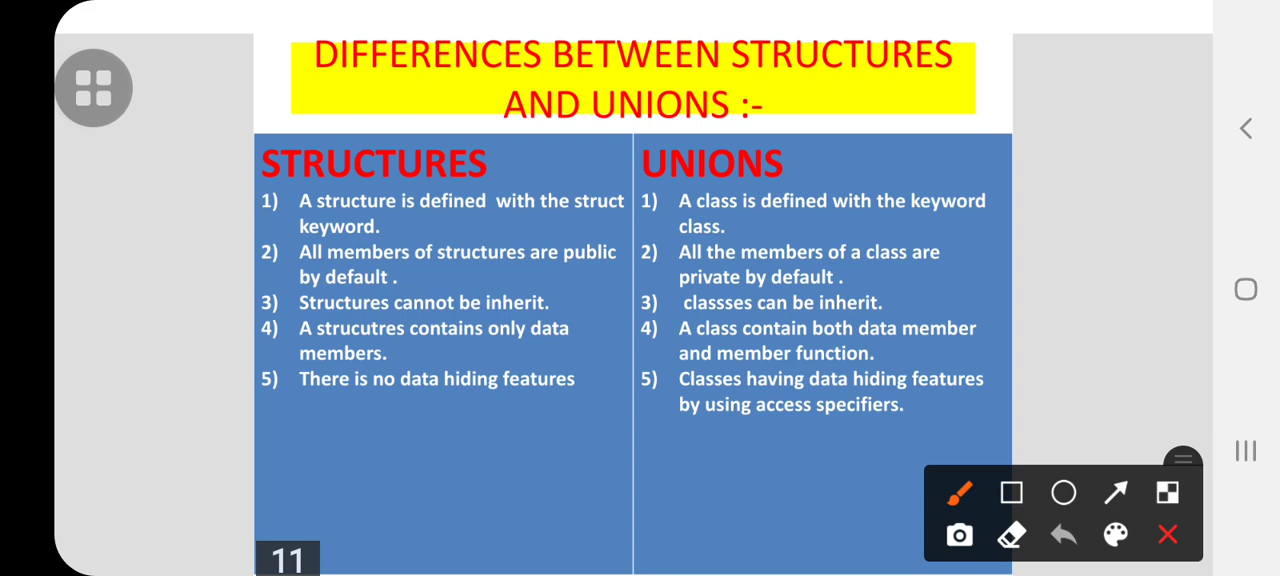 DIFFERENCES BETWEEN STRUCTURES
AND UNIONS :-
STRUCTURES
1) A structure is defined with the struct
keyword.
2) All members of structures are public
by default .
3) Structures cannot be inherit.
4) A strucutres contains only data
members.
5) There is no data hiding features
UNIONS
1) A class is defined with the keyword
class.
2) All the members of a class are
private by default .
3) classses can be inherit.
4) A class contain both data member
and member function.
5) Classes having data hiding features
by using access specifiers.
11